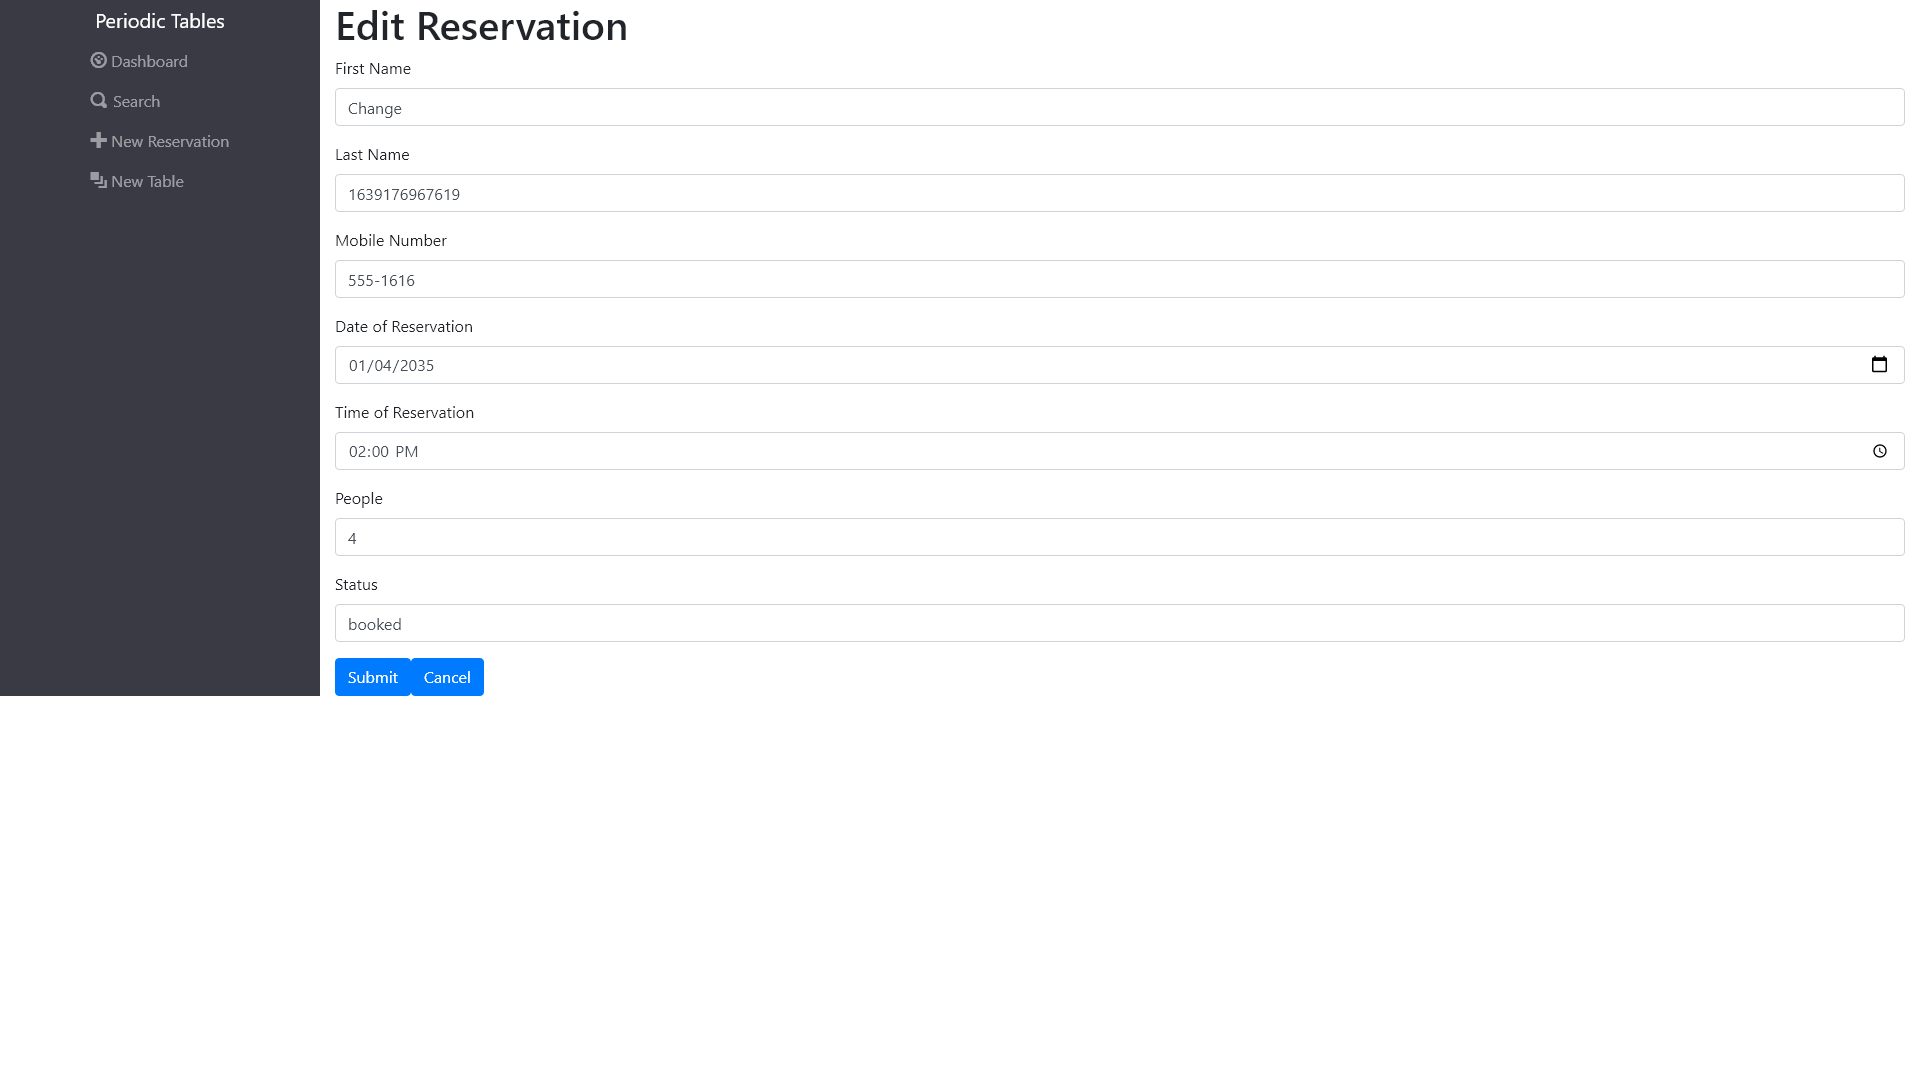 Periodic Tables
Dashboard
Search
New Reservation
New Table
Edit Reservation
First Name
Change
Last Name
1639176967619
Mobile Number
555-1616
Date of Reservation
01/04/2035
Time of Reservation
02:00 PM
People
4
Status
booked
Submit Cancel